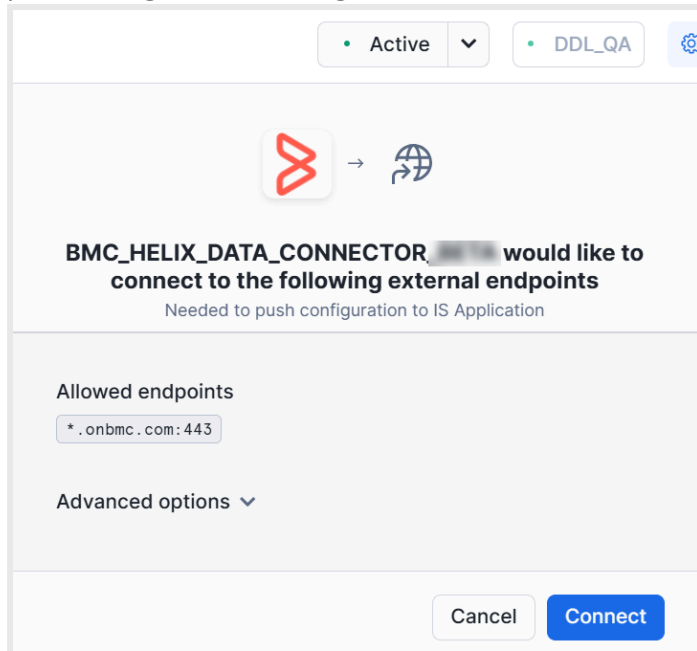 Active
DDL_QA
BMC_HELIX_DATA_CONNECTOR_ would like to
connect to the following external endpoints
Needed to push configuration to IS Application
Allowed endpoints
*.onbmc.com:443
Advanced options
Cancel
Connect